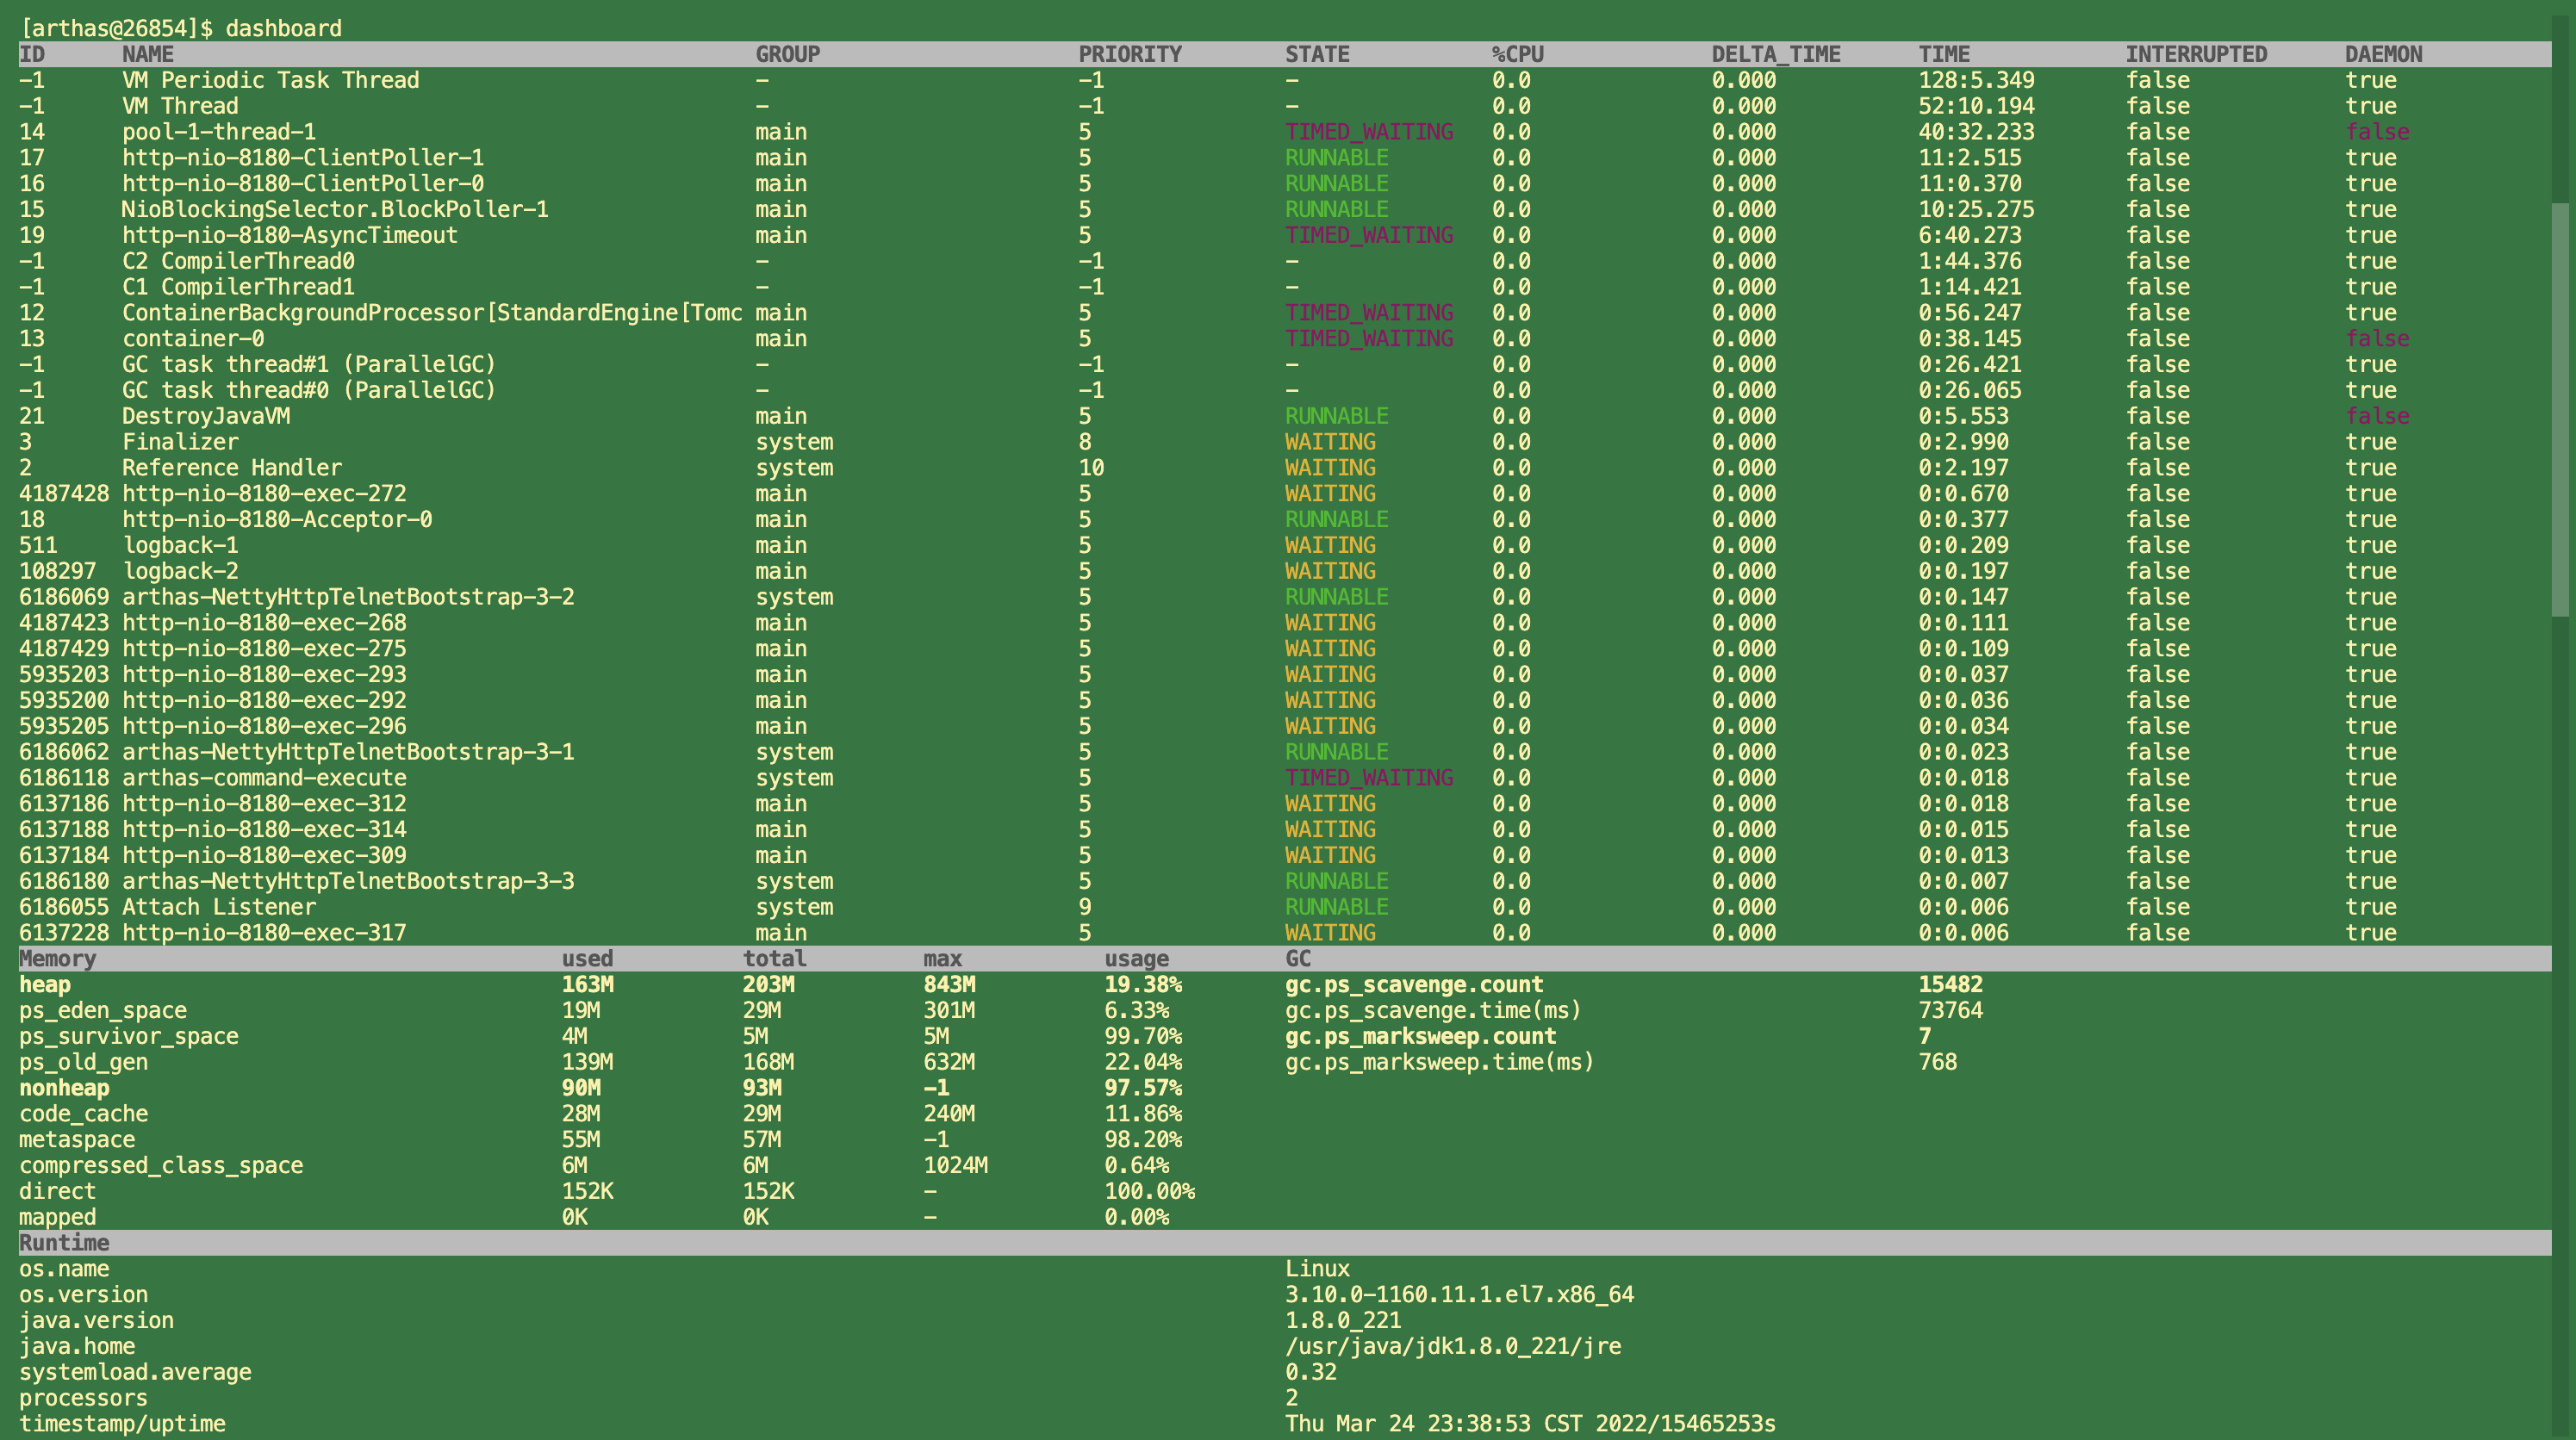 [arthas@26854]$ dashboard
ID NAME GROUP PRIORITY STATE %CPU DELTA_TIME TIME INTERRUPTED DAEMON
-1 VM Periodic Task Thread - -1 - 0.0 0.000 128:5.349 false true
-1 VM Thread - -1 - 0.0 0.000 52:10.194 false true
14 pool-1-thread-1 main 5 TIMED_WAITING 0.0 0.000 40:32.233 false false
17 http-nio-8180-ClientPoller-1 main 5 RUNNABLE 0.0 0.000 11:2.515 false true
16 http-nio-8180-ClientPoller-0 main 5 RUNNABLE 0.0 0.000 11:0.370 false true
15 NioBlockingSelector.BlockPoller-1 main 5 RUNNABLE 0.0 0.000 10:25.275 false true
19 http-nio-8180-AsyncTimeout main 5 TIMED_WAITING 0.0 0.000 6:40.273 false true
-1 C2 CompilerThread0 - -1 - 0.0 0.000 1:44.376 false true
-1 C1 CompilerThread1 - -1 - 0.0 0.000 1:14.421 false true
12 ContainerBackgroundProcessor[StandardEngine[Tomc main 5 TIMED_WAITING 0.0 0.000 0:56.247 false true
13 container-0 main 5 TIMED_WAITING 0.0 0.000 0:38.145 false false
-1 GC task thread#1 (ParallelGC) - -1 - 0.0 0.000 0:26.421 false true
-1 GC task thread#0 (ParallelGC) - -1 - 0.0 0.000 0:26.065 false true
21 DestroyJavaVM main 5 RUNNABLE 0.0 0.000 0:5.553 false false
3 Finalizer system 8 WAITING 0.0 0.000 0:2.990 false true
2 Reference Handler system 10 WAITING 0.0 0.000 0:2.197 false true
4187428 http-nio-8180-exec-272 main 5 WAITING 0.0 0.000 0:0.670 false true
18 http-nio-8180-Acceptor-0 main 5 RUNNABLE 0.0 0.000 0:0.377 false true
511 logback-1 main 5 WAITING 0.0 0.000 0:0.209 false true
108297 logback-2 main 5 WAITING 0.0 0.000 0:0.197 false true
6186069 arthas-NettyHttpTelnetBootstrap-3-2 system 5 RUNNABLE 0.0 0.000 0:0.147 false true
4187423 http-nio-8180-exec-268 main 5 WAITING 0.0 0.000 0:0.111 false true
4187429 http-nio-8180-exec-275 main 5 WAITING 0.0 0.000 0:0.109 false true
5935203 http-nio-8180-exec-293 main 5 WAITING 0.0 0.000 0:0.037 false true
5935200 http-nio-8180-exec-292 main 5 WAITING 0.0 0.000 0:0.036 false true
5935205 http-nio-8180-exec-296 main 5 WAITING 0.0 0.000 0:0.034 false true
6186062 arthas-NettyHttpTelnetBootstrap-3-1 system 5 RUNNABLE 0.0 0.000 0:0.023 false true
6186118 arthas-command-execute system 5 TIMED_WAITING 0.0 0.000 0:0.018 false true
6137186 http-nio-8180-exec-312 main 5 WAITING 0.0 0.000 0:0.018 false true
6137188 http-nio-8180-exec-314 main 5 WAITING 0.0 0.000 0:0.015 false true
6137184 http-nio-8180-exec-309 main 5 WAITING 0.0 0.000 0:0.013 false true
6186180 arthas-NettyHttpTelnetBootstrap-3-3 system 5 RUNNABLE 0.0 0.000 0:0.007 false true
6186055 Attach Listener system 9 RUNNABLE 0.0 0.000 0:0.006 false true
6137228 http-nio-8180-exec-317 main 5 WAITING 0.0 0.000 0:0.006 false true
Memory used total max usage GC
heap 163M 203M 843M 19.38% gc.ps_scavenge.count 15482
ps_eden_space 19M 29M 301M 6.33% gc.ps_scavenge.time(ms) 73764
ps_survivor_space 4M 5M 5M 99.70% gc.ps_marksweep.count 7
ps_old_gen 139M 168M 632M 22.04% gc.ps_marksweep.time(ms) 768
nonheap 90M 93M -1 97.57%
code_cache 28M 29M 240M 11.86%
metaspace 55M 57M -1 98.20%
compressed_class_space 6M 6M 1024M 0.64%
direct 152K 152K - 100.00%
mapped 0K 0K - 0.00%
Runtime
os.name Linux
os.version 3.10.0-1160.11.1.el7.x86_64
java.version 1.8.0_221
java.home /usr/java/jdk1.8.0_221/jre
systemload.average 0.32
processors 2
timestamp/uptime Thu Mar 24 23:38:53 CST 2022/15465253s